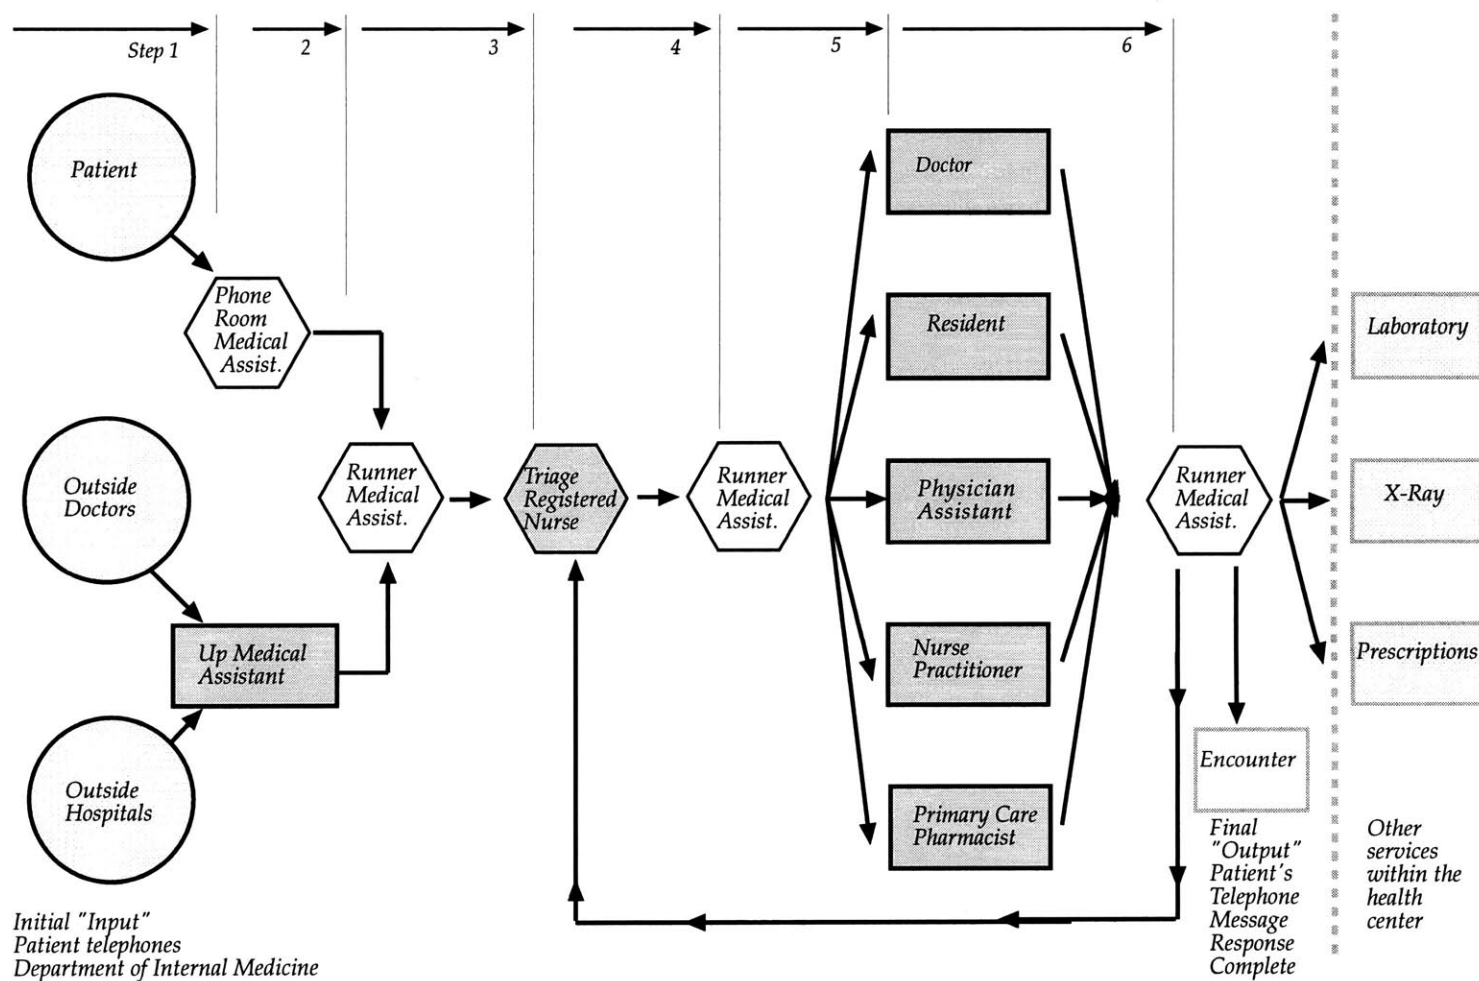 Step 1
2
3
4
5
6
Patient
Phone
Room
Medical
Assist.
Outside
Doctors
Up Medical
Assistant
Outside
Hospitals
Initial "Input"
Patient telephones
Department of Internal Medicine
Runner
Medical
Assist.
Triage
Registered
Nurse
Runner
Medical
Assist.
Doctor
Resident
Physician
Assistant
Nurse
Practitioner
Primary Care
Pharmacist
Runner
Medical
Assist.
Encounter
Final
"Output"
Patient's
Telephone
Message
Response
Complete
Laboratory
X-Ray
Prescriptions
Other
services
within the
health
center